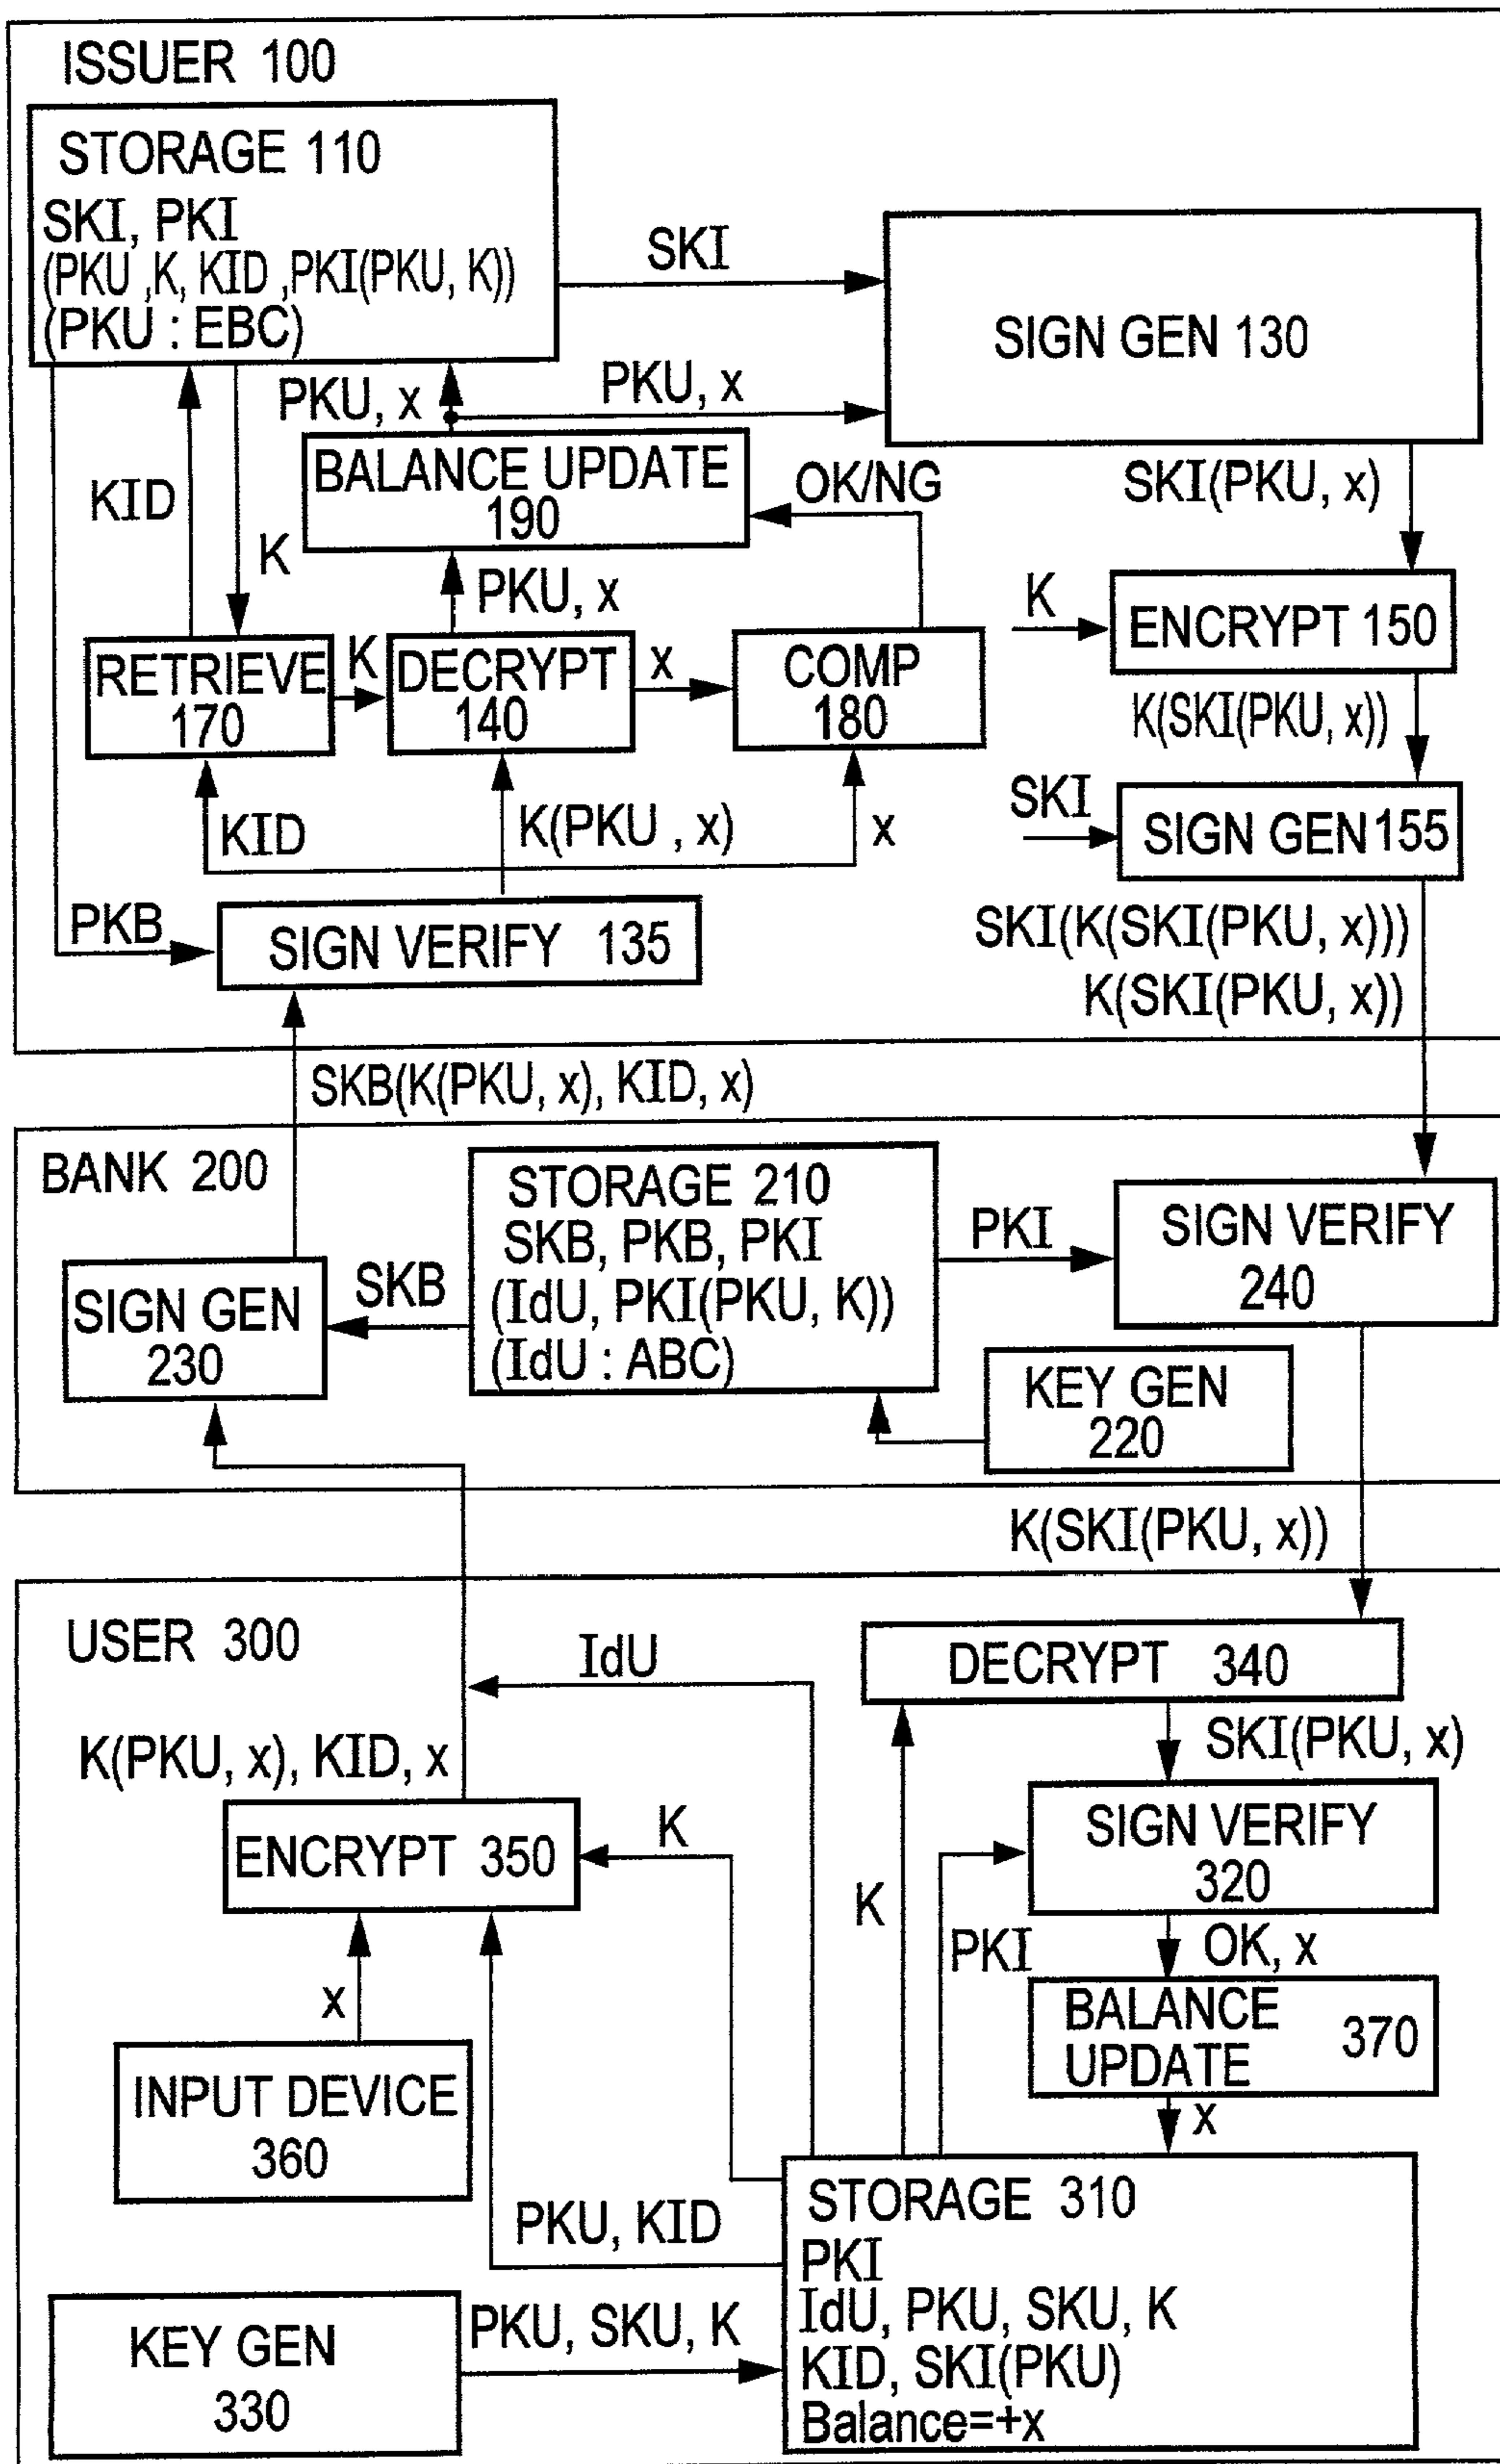 ISSUER 100
STORAGE 110
SKI, PKI
(PKU ,K, KID ,PKI(PKU, K))
(PKU : EBC)
SKI
SIGN GEN 130
PKU, x
PKU, x
BALANCE UPDATE
190
OK/NG
SKI(PKU, x)
KID
K
PKU, x
K
ENCRYPT 150
RETRIEVE
170
K
DECRYPT
140
x
COMP
180
K(SKI(PKU, x))
SKI
SIGN GEN 155
KID
K(PKU , x)
x
PKB
SIGN VERIFY 135
SKI(K(SKI(PKU, x)))
K(SKI(PKU, x))
SKB(K(PKU, x), KID, x)
BANK 200
STORAGE 210
SKB, PKB, PKI
(IdU, PKI(PKU, K))
(IdU : ABC)
PKI
SIGN VERIFY
240
SKB
SIGN GEN
230
KEY GEN
220
K(SKI(PKU, x))
USER 300
IdU
DECRYPT 340
K(PKU, x), KID, x
SKI(PKU, x)
ENCRYPT 350
K
SIGN VERIFY
320
K
PKI
OK, x
x
BALANCE
UPDATE
370
INPUT DEVICE
360
x
PKU, KID
STORAGE 310
PKI
IdU, PKU, SKU, K
KID, SKI(PKU)
Balance=+x
KEY GEN
330
PKU, SKU, K